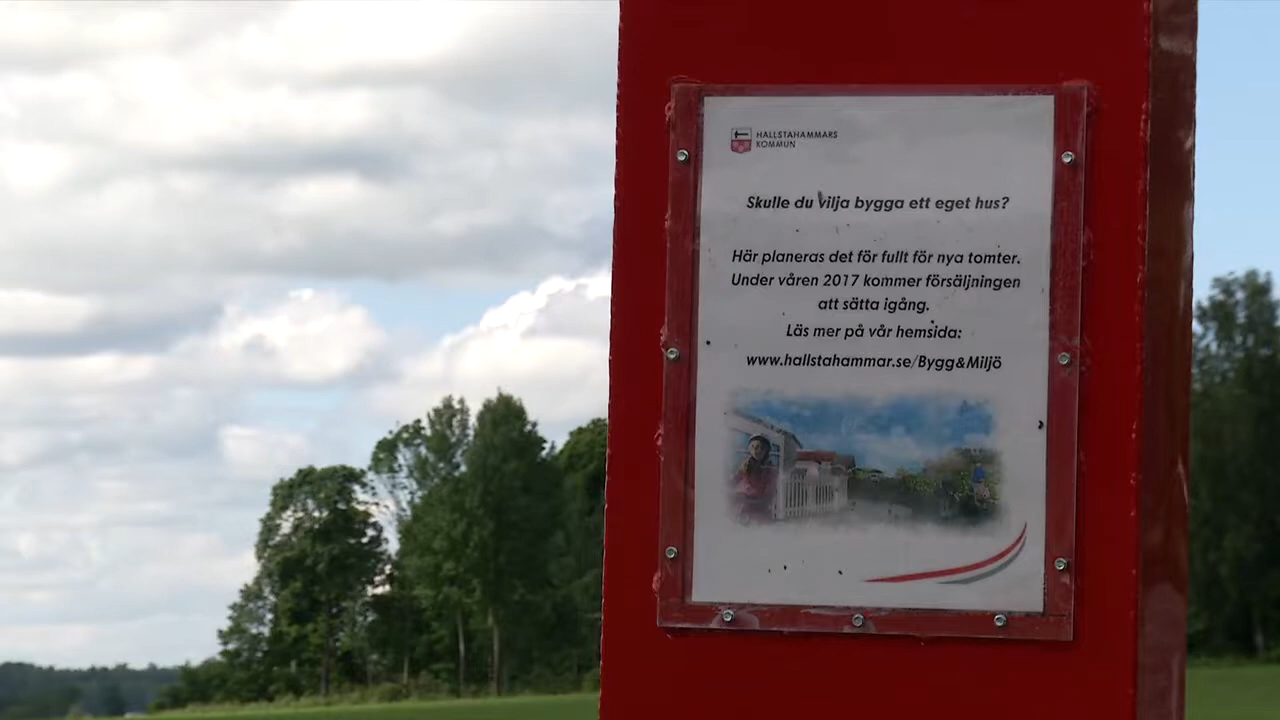 HALLSTAHAMMARS
KOMMUN
Skulle du vilja bygga ett eget hus?
Här planeras det för fullt för nya tomter.
Under våren 2017 kommer försäljningen
att sätta igång.
Läs mer på vår hemsida:
www.hallstahammar.se/Bygg&Miljö